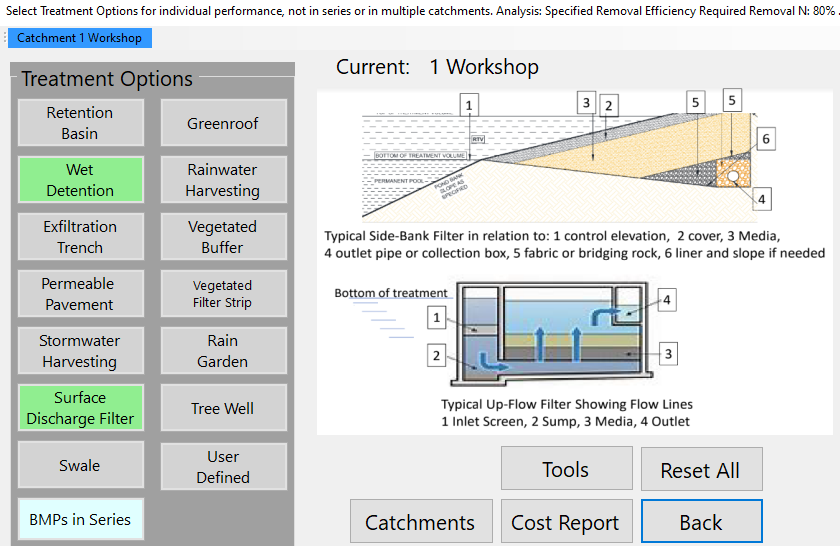 Select Treatment Options for individual performance, not in series or in multiple catchments. Analysis: Specified Removal Efficiency Required Removal N: 80%
Catchment 1 Workshop
Treatment Options
Retention
Basin
Greenroof
Wet
Detention
Rainwater
Harvesting
Exfiltration
Trench
Vegetated
Buffer
Permeable
Pavement
Vegetated
Filter Strip
Stormwater
Harvesting
Rain
Garden
Surface
Discharge Filter
Tree Well
Swale
User
Defined
BMPs in Series
Current: 1 Workshop
1
3
2
5
5
RTV
6
BOTTOM OF TREATMENT VOLUME
PERMANENT POOL
POND BANK
SLOPE AS
SPECIFIED
4
Typical Side-Bank Filter in relation to: 1 control elevation, 2 cover, 3 Media,
4 outlet pipe or collection box, 5 fabric or bridging rock, 6 liner and slope if needed
Bottom of treatment
4
1
2
3
Typical Up-Flow Filter Showing Flow Lines
1 Inlet Screen, 2 Sump, 3 Media, 4 Outlet
Tools
Reset All
Catchments
Cost Report
Back